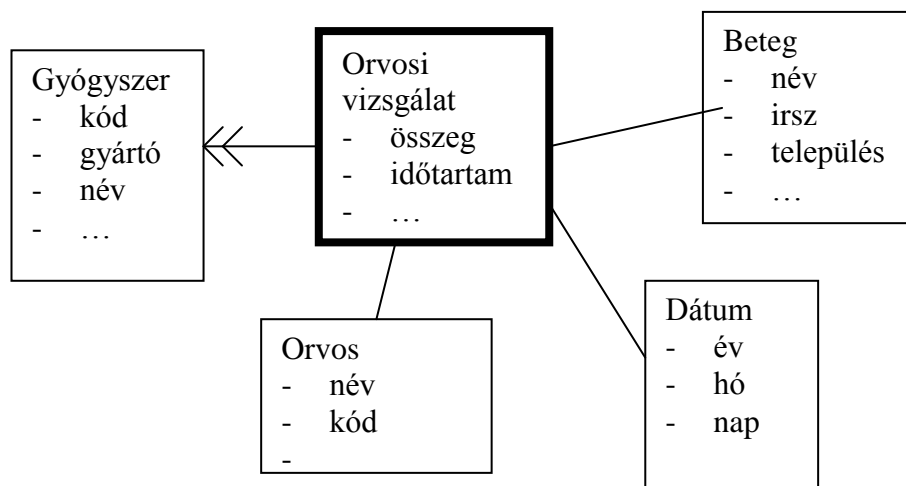 Gyógyszer
- kód
- gyártó
- név
- …
Orvosi
vizsgálat
- összeg
- időtartam
- …
Beteg
- név
- irsz
- település
- …
Orvos
- név
- kód
-
Dátum
- év
- hó
- nap